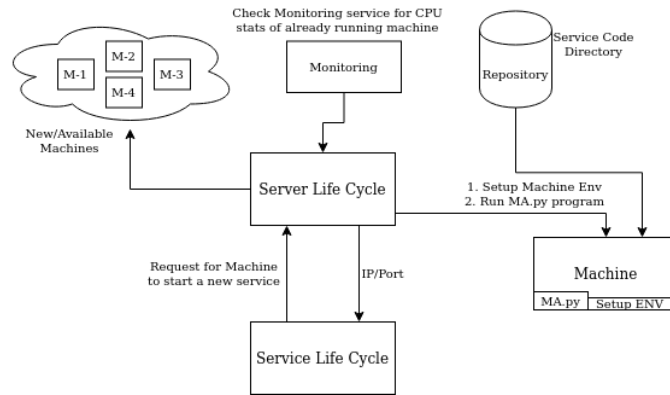 Check Monitoring service for CPU
stats of already running machine
M-1
M-2
M-3
M-4
Monitoring
Repository
Service Code
Directory
New/Available
Machines
Server Life Cycle
1. Setup Machine Env
2. Run MA.py program
Request for Machine
to start a new service
IP/Port
Machine
MA.py
Setup ENV
Service Life Cycle